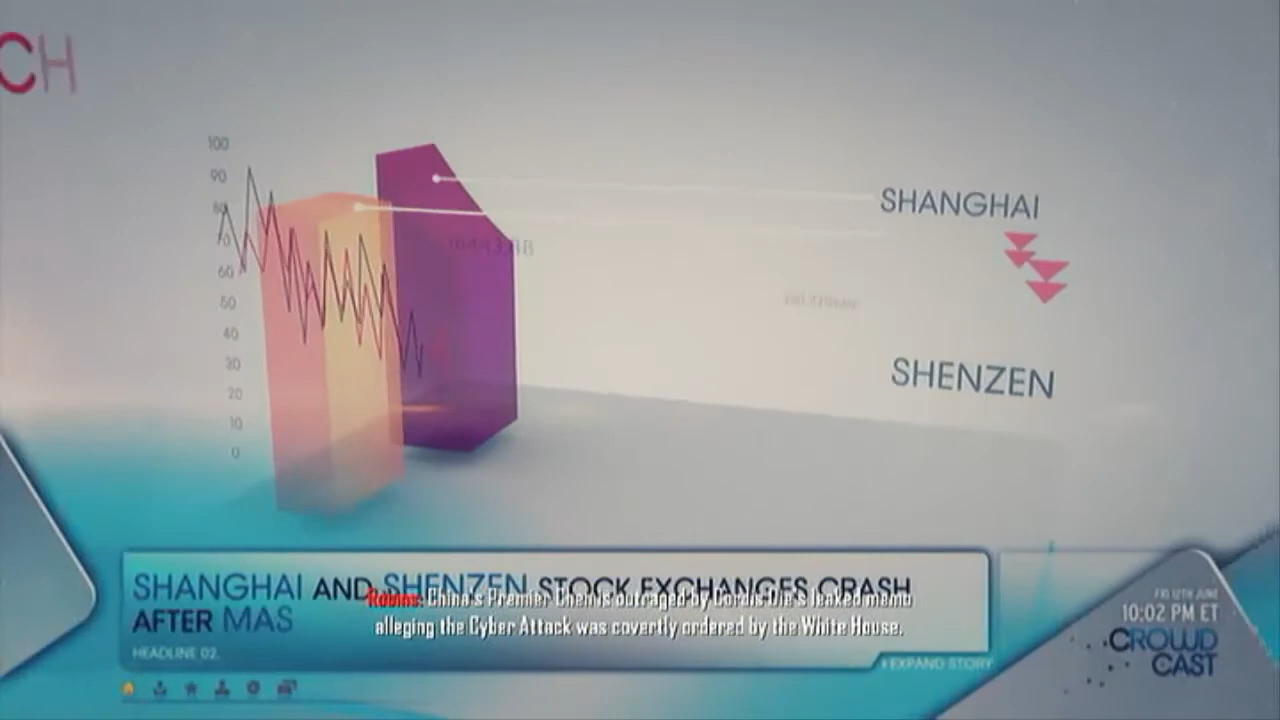 CH
100
90
80
70
60
50
40
30
20
10
0
SHANGHAI
SHENZEN
SHANGHAI AND SHENZEN STOCK EXCHANGES CRASH
AFTER MAS
Robins: China's Premier Chen is outraged by Cordis Die's leaked memo
alleging the Cyber Attack was covertly ordered by the White House.
HEADLINE 02.
EXPAND STORY
FRI 12TH JUNE
10:02 PM ET
CROWD
CAST